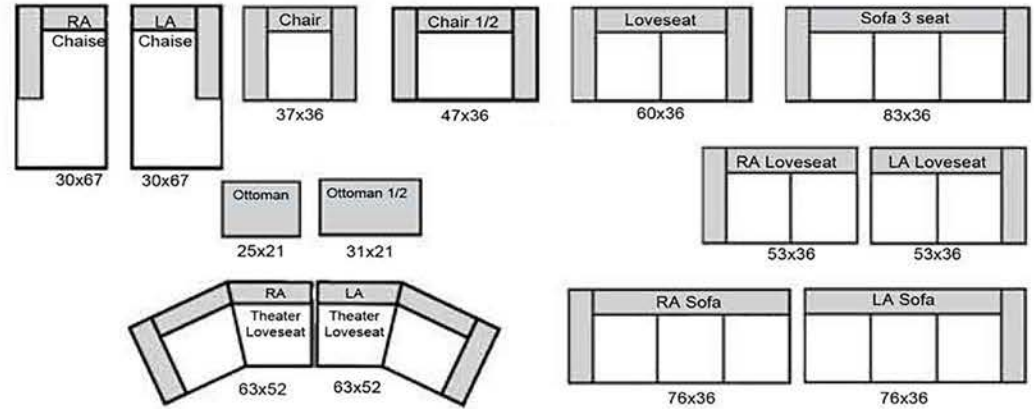 RA
Chaise
30x67
LA
Chaise
30x67
Chair
37x36
Chair 1/2
47x36
Loveseat
60x36
Sofa 3 seat
83x36
Ottoman
25x21
Ottoman 1/2
31x21
RA Loveseat
53x36
LA Loveseat
53x36
RA
Theater
Loveseat
63x52
LA
Theater
Loveseat
63x52
RA Sofa
76x36
LA Sofa
76x36